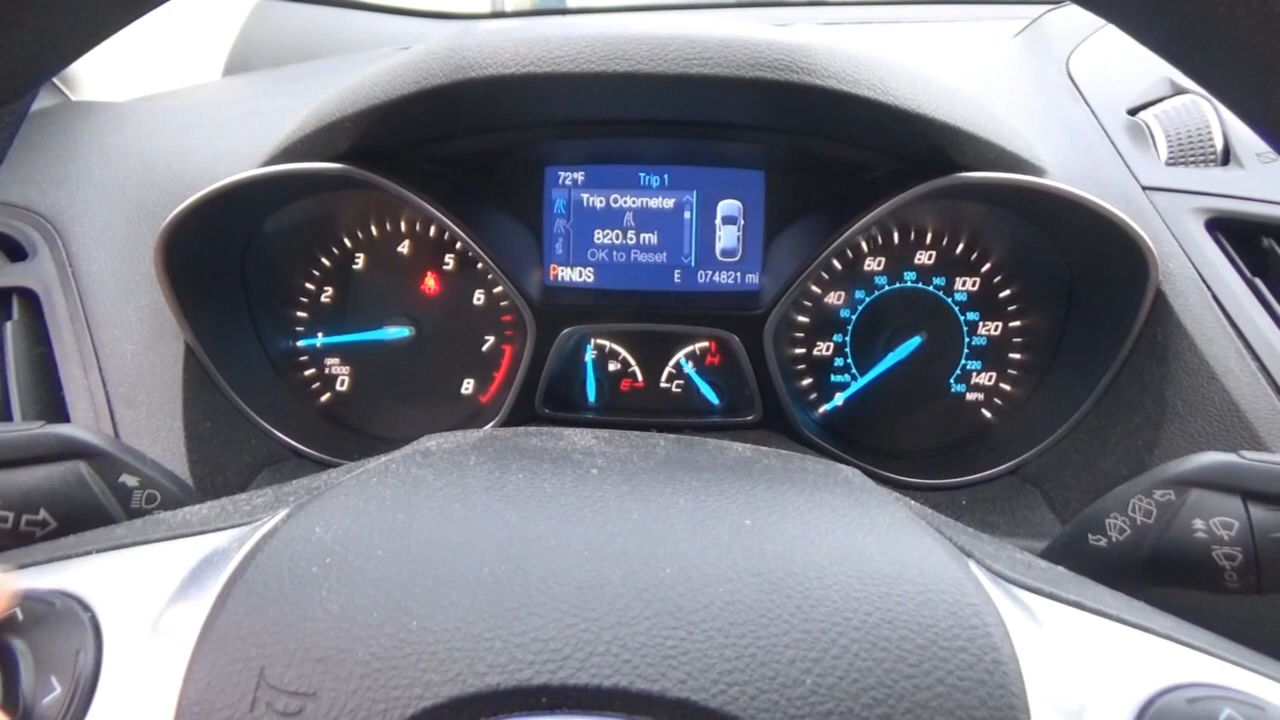 72°F Trip 1
Trip Odometer
820.5 mi
OK to Reset
PRNDS E 074821 mi
0 1 2 3 4 5 6 7 8
rpm
x1000
E
C H
20 40 60 80 100 120 140
MPH
20 40 60 80 100 120 140 160 180 200 220 240
km/h